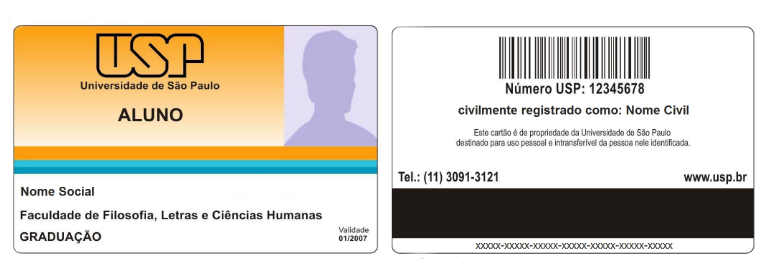 USP
Universidade de São Paulo
ALUNO
Nome Social
Faculdade de Filosofia, Letras e Ciências Humanas
GRADUAÇÃO
Validade
01/2007
Número USP: 12345678
civilmente registrado como: Nome Civil
Este cartão é de propriedade da Universidade de São Paulo
destinado para uso pessoal e intransferível da pessoa nele identificada.
Tel.: (11) 3091-3121 www.usp.br
xxxxx-xxxxx-xxxxx-xxxxx-xxxxx-xxxxx-xxxxx